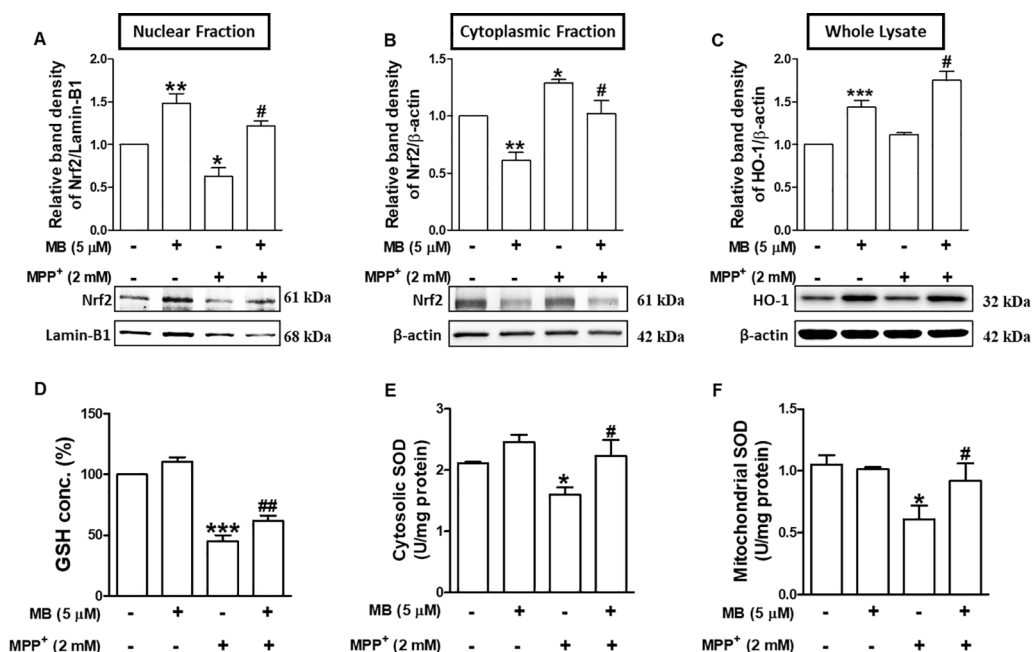 A
Nuclear Fraction
Relative band density
of Nrf2/Lamin-B1
2.0
1.5
1.0
0.5
0.0
**
*
#
MB (5 µM) - + - +
MPP⁺ (2 mM) - - + +
Nrf2 61 kDa
Lamin-B1 68 kDa
B
Cytoplasmic Fraction
Relative band density
of Nrf2/β-actin
1.5
1.0
0.5
0.0
**
*
#
MB (5 µM) - + - +
MPP⁺ (2 mM) - - + +
Nrf2 61 kDa
β-actin 42 kDa
C
Whole Lysate
Relative band density
of HO-1/β-actin
2.0
1.5
1.0
0.5
0.0
***
#
MB (5 µM) - + - +
MPP⁺ (2 mM) - - + +
HO-1 32 kDa
β-actin 42 kDa
D
GSH conc. (%)
150
100
50
0
***
##
MB (5 µM) - + - +
MPP⁺ (2 mM) - - + +
E
Cytosolic SOD
(U/mg protein)
3
2
1
0
*
#
MB (5 µM) - + - +
MPP⁺ (2 mM) - - + +
F
Mitochondrial SOD
(U/mg protein)
1.5
1.0
0.5
0.0
*
#
MB (5 µM) - + - +
MPP⁺ (2 mM) - - + +